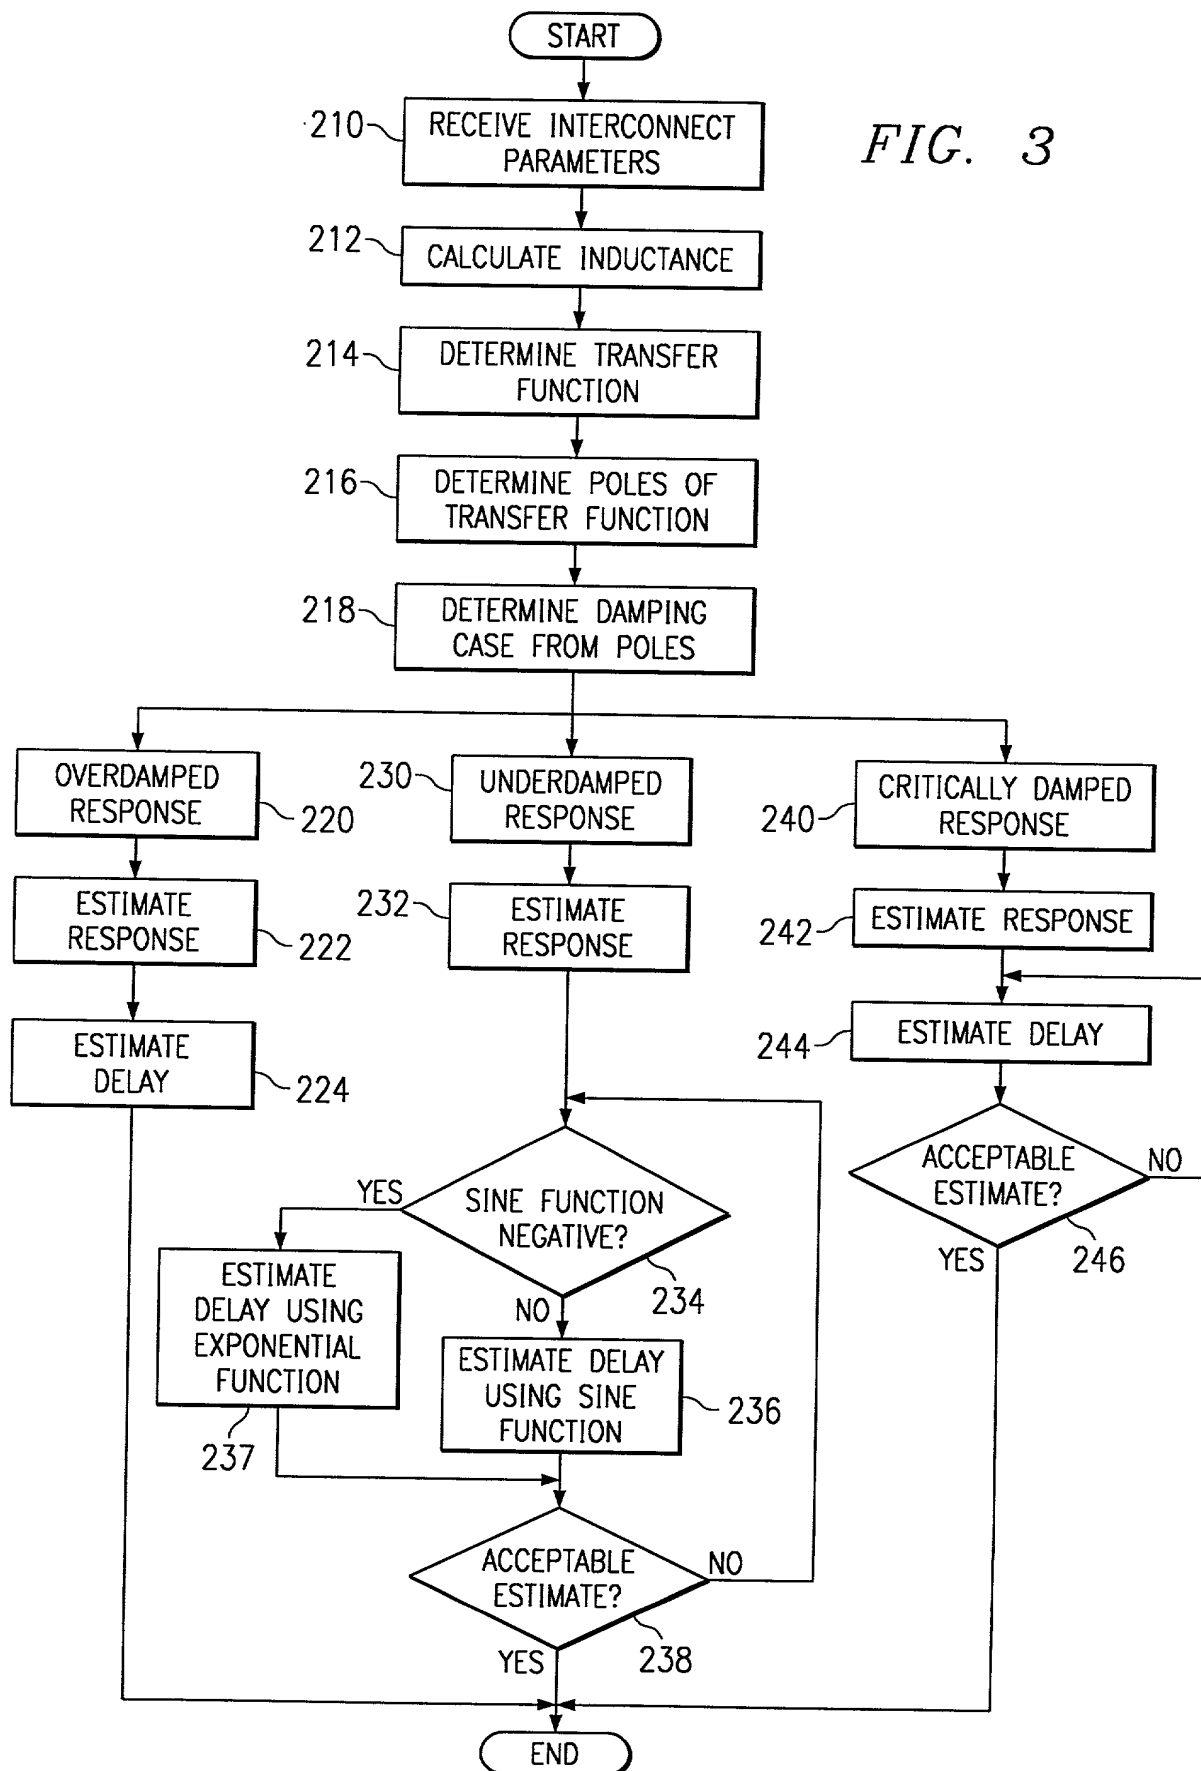 START
FIG. 3
210
RECEIVE INTERCONNECT
PARAMETERS
212
CALCULATE INDUCTANCE
214
DETERMINE TRANSFER
FUNCTION
216
DETERMINE POLES OF
TRANSFER FUNCTION
218
DETERMINE DAMPING
CASE FROM POLES
OVERDAMPED
RESPONSE
220
ESTIMATE
RESPONSE
222
ESTIMATE
DELAY
224
230
UNDERDAMPED
RESPONSE
232
ESTIMATE
RESPONSE
SINE FUNCTION
NEGATIVE?
234
YES
NO
ESTIMATE
DELAY USING
EXPONENTIAL
FUNCTION
237
ESTIMATE DELAY
USING SINE
FUNCTION
236
ACCEPTABLE
ESTIMATE?
238
NO
YES
240
CRITICALLY DAMPED
RESPONSE
242
ESTIMATE RESPONSE
244
ESTIMATE DELAY
ACCEPTABLE
ESTIMATE?
246
NO
YES
END